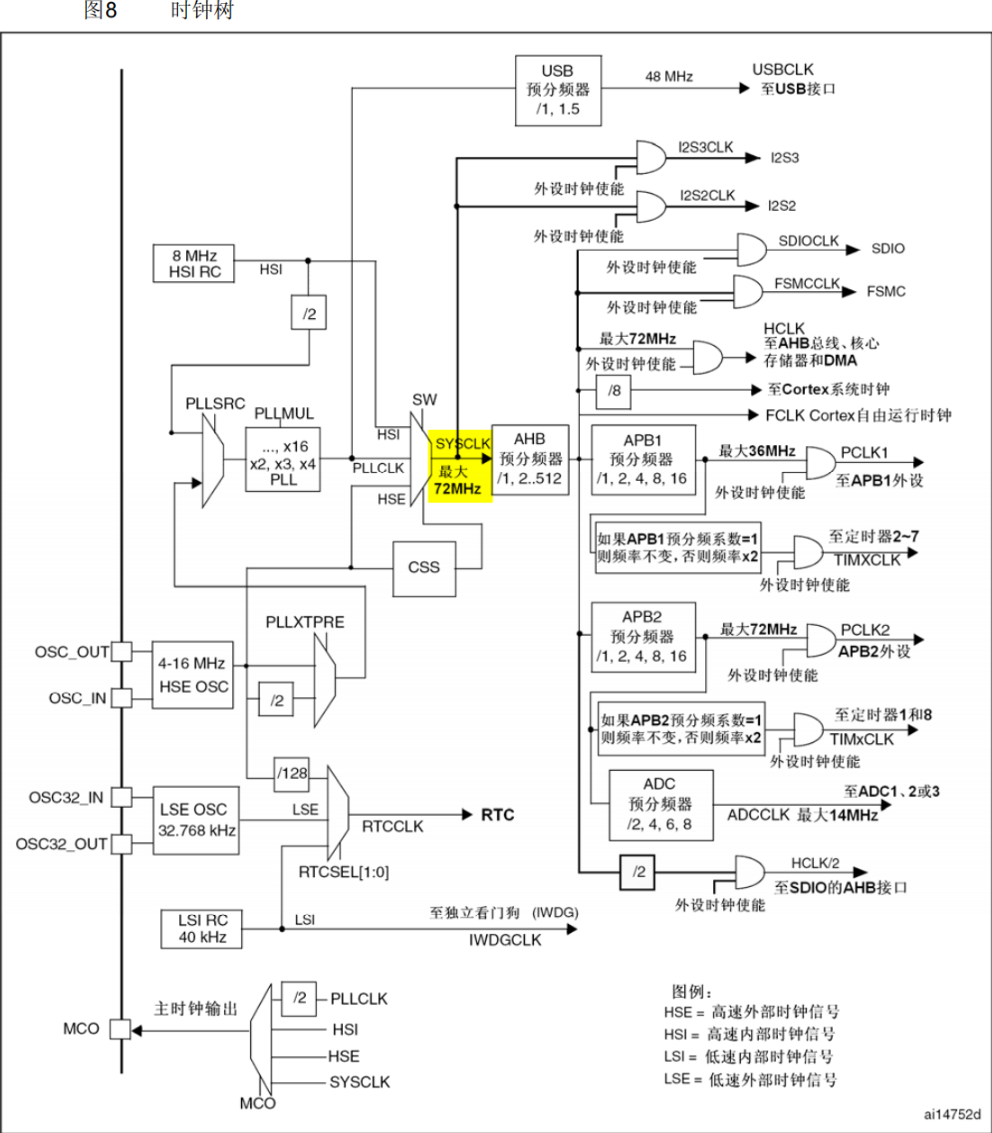 图8 时钟树
USB
预分频器
/1, 1.5
48 MHz
USBCLK
至USB接口
I2S3CLK
I2S3
外设时钟使能
I2S2CLK
I2S2
外设时钟使能
SDIOCLK
SDIO
外设时钟使能
FSMCCLK
FSMC
外设时钟使能
8 MHz
HSI RC
HSI
/2
最大72MHz
外设时钟使能
HCLK
至AHB总线、核心
存储器和DMA
/8
至Cortex系统时钟
FCLK Cortex自由运行时钟
PLLSRC
PLLMUL
..., x16
x2, x3, x4
PLL
SW
HSI
PLLCLK
HSE
SYSCLK
最大
72MHz
AHB
预分频器
/1, 2..512
APB1
预分频器
/1, 2, 4, 8, 16
最大36MHz
外设时钟使能
PCLK1
至APB1外设
如果APB1预分频系数=1
则频率不变，否则频率x2
至定时器2~7
TIMXCLK
外设时钟使能
CSS
PLLXTPRE
OSC_OUT
OSC_IN
4-16 MHz
HSE OSC
/2
APB2
预分频器
/1, 2, 4, 8, 16
最大72MHz
外设时钟使能
PCLK2
APB2外设
如果APB2预分频系数=1
则频率不变，否则频率x2
至定时器1和8
TIMxCLK
外设时钟使能
ADC
预分频器
/2, 4, 6, 8
至ADC1、2或3
ADCCLK 最大14MHz
/128
OSC32_IN
OSC32_OUT
LSE OSC
32.768 kHz
LSE
RTCCLK
RTC
RTCSEL[1:0]
/2
HCLK/2
至SDIO的AHB接口
外设时钟使能
LSI RC
40 kHz
LSI
至独立看门狗 (IWDG)
IWDGCLK
MCO
主时钟输出
/2
PLLCLK
HSI
HSE
SYSCLK
MCO
图例：
HSE = 高速外部时钟信号
HSI = 高速内部时钟信号
LSI = 低速内部时钟信号
LSE = 低速外部时钟信号
ai14752d